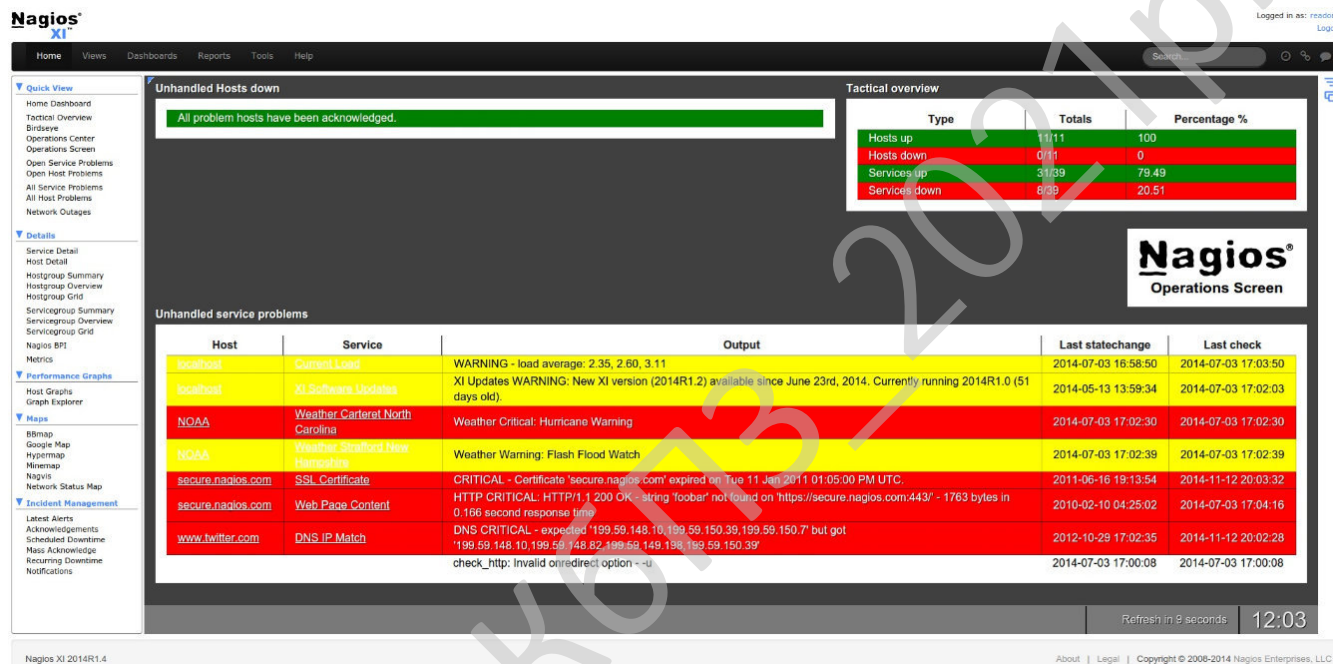 Nagios®
XI™
Logged in as: reado
Logo
Home Views Dashboards Reports Tools Help
Search...
Quick View
Home Dashboard
Tactical Overview
Birdseye
Operations Center
Operations Screen
Open Service Problems
Open Host Problems
All Service Problems
All Host Problems
Network Outages
Details
Service Detail
Host Detail
Hostgroup Summary
Hostgroup Overview
Hostgroup Grid
Servicegroup Summary
Servicegroup Overview
Servicegroup Grid
Nagios BPI
Metrics
Performance Graphs
Host Graphs
Graph Explorer
Maps
BBmap
Google Map
Hypermap
Minemap
Nagvis
Network Status Map
Incident Management
Latest Alerts
Acknowledgements
Scheduled Downtime
Mass Acknowledge
Recurring Downtime
Notifications
Unhandled Hosts down
All problem hosts have been acknowledged.
Tactical overview
Type Totals Percentage %
Hosts up 11/11 100
Hosts down 0/11 0
Services up 31/39 79.49
Services down 8/39 20.51
Nagios®
Operations Screen
Unhandled service problems
Host Service Output Last statechange Last check
localhost Current Load WARNING - load average: 2.35, 2.60, 3.11 2014-07-03 16:58:50 2014-07-03 17:03:50
localhost XI Software Updates XI Updates WARNING: New XI version (2014R1.2) available since June 23rd, 2014. Currently running 2014R1.0 (51
days old). 2014-05-13 13:59:34 2014-07-03 17:02:03
NOAA Weather Carteret North
Carolina Weather Critical: Hurricane Warning 2014-07-03 17:02:30 2014-07-03 17:02:30
NOAA Weather Strafford New
Hampshire Weather Warning: Flash Flood Watch 2014-07-03 17:02:39 2014-07-03 17:02:39
secure.nagios.com SSL Certificate CRITICAL - Certificate 'secure.nagios.com' expired on Tue 11 Jan 2011 01:05:00 PM UTC. 2011-06-16 19:13:54 2014-11-12 20:03:32
secure.nagios.com Web Page Content HTTP CRITICAL: HTTP/1.1 200 OK - string 'foobar' not found on 'https://secure.nagios.com:443/' - 1763 bytes in
0.166 second response time 2010-02-10 04:25:02 2014-07-03 17:04:16
www.twitter.com DNS IP Match DNS CRITICAL - expected '199.59.148.10,199.59.150.39,199.59.150.7' but got
'199.59.148.10,199.59.148.82,199.59.149.198,199.59.150.39' 2012-10-29 17:02:35 2014-11-12 20:02:28
check_http: Invalid onredirect option - -u 2014-07-03 17:00:08 2014-07-03 17:00:08
Refresh in 9 seconds 12:03
Nagios XI 2014R1.4
About | Legal | Copyright © 2008-2014 Nagios Enterprises, LLC